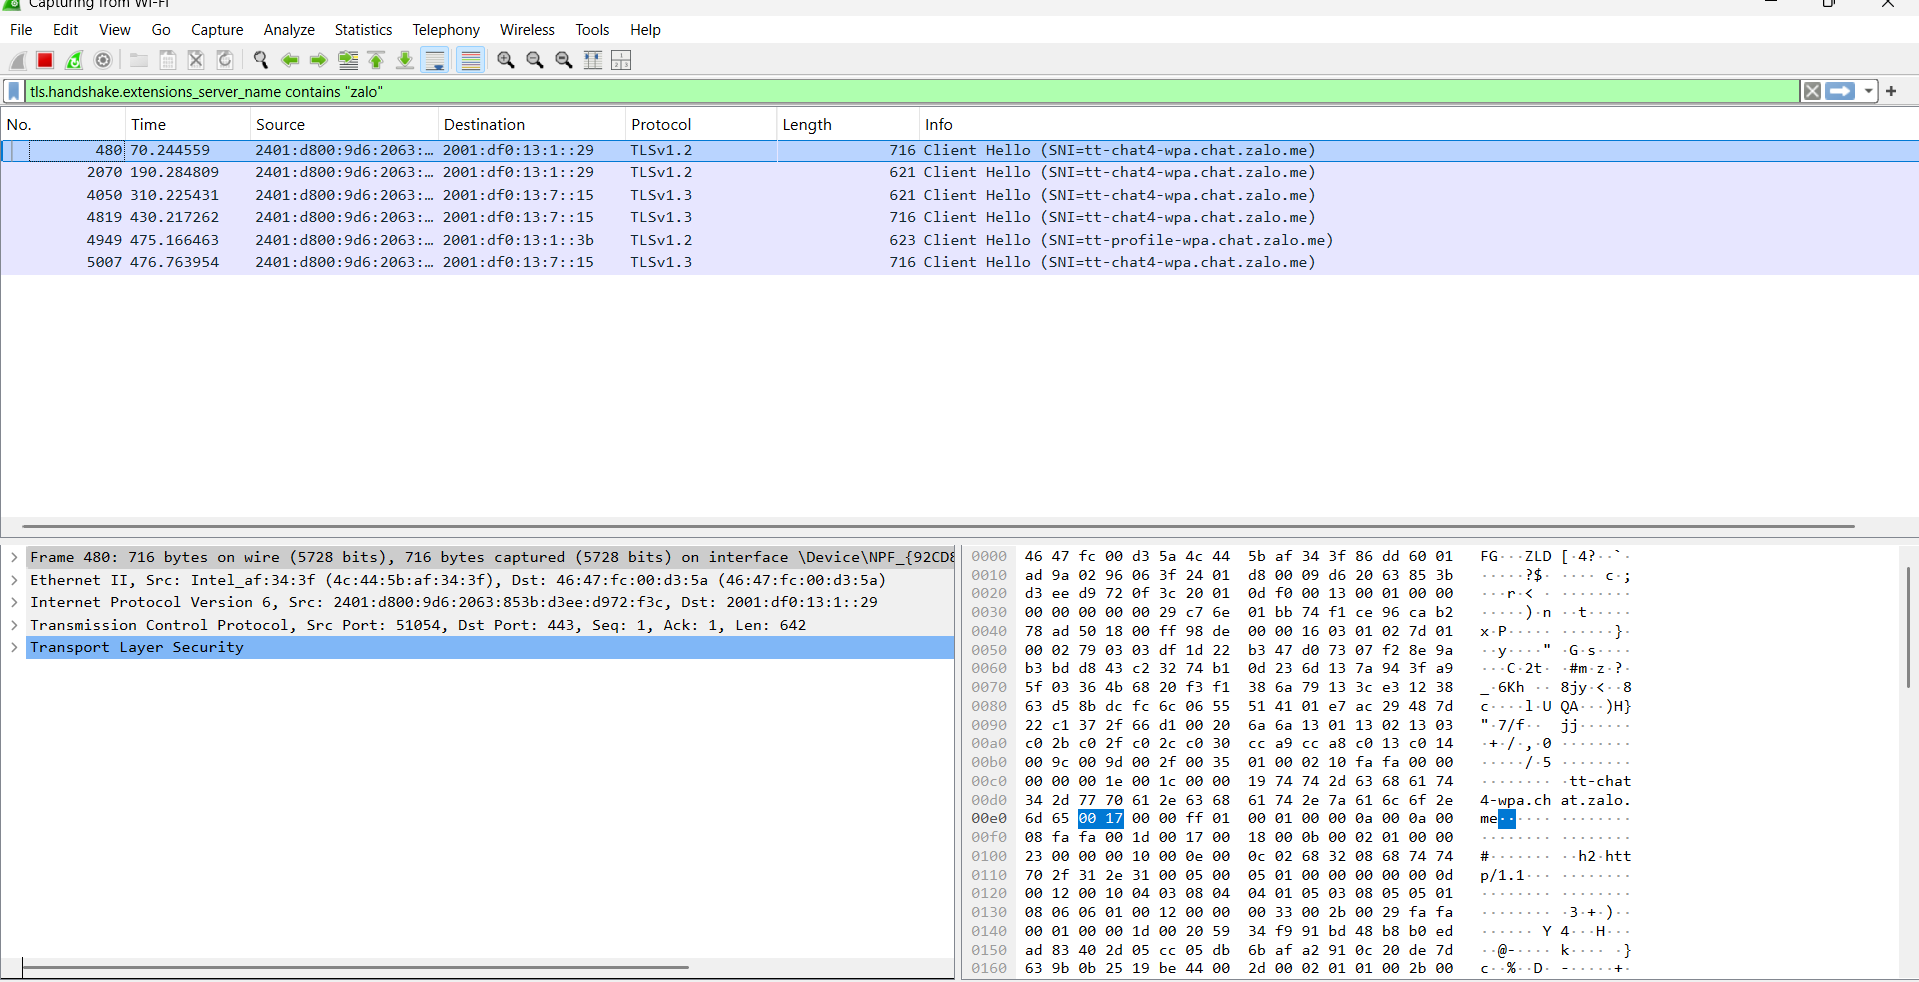 Capturing from Wi-Fi
File Edit View Go Capture Analyze Statistics Telephony Wireless Tools Help
tls.handshake.extensions_server_name contains "zalo"
No. Time Source Destination Protocol Length Info
480 70.244559 2401:d800:9d6:2063:… 2001:df0:13:1::29 TLSv1.2 716 Client Hello (SNI=tt-chat4-wpa.chat.zalo.me)
2070 190.284809 2401:d800:9d6:2063:… 2001:df0:13:1::29 TLSv1.2 621 Client Hello (SNI=tt-chat4-wpa.chat.zalo.me)
4050 310.225431 2401:d800:9d6:2063:… 2001:df0:13:7::15 TLSv1.3 621 Client Hello (SNI=tt-chat4-wpa.chat.zalo.me)
4819 430.217262 2401:d800:9d6:2063:… 2001:df0:13:7::15 TLSv1.3 716 Client Hello (SNI=tt-chat4-wpa.chat.zalo.me)
4949 475.166463 2401:d800:9d6:2063:… 2001:df0:13:1::3b TLSv1.2 623 Client Hello (SNI=tt-profile-wpa.chat.zalo.me)
5007 476.763954 2401:d800:9d6:2063:… 2001:df0:13:7::15 TLSv1.3 716 Client Hello (SNI=tt-chat4-wpa.chat.zalo.me)
Frame 480: 716 bytes on wire (5728 bits), 716 bytes captured (5728 bits) on interface \Device\NPF_{92CD8
Ethernet II, Src: Intel_af:34:3f (4c:44:5b:af:34:3f), Dst: 46:47:fc:00:d3:5a (46:47:fc:00:d3:5a)
Internet Protocol Version 6, Src: 2401:d800:9d6:2063:853b:d3ee:d972:f3c, Dst: 2001:df0:13:1::29
Transmission Control Protocol, Src Port: 51054, Dst Port: 443, Seq: 1, Ack: 1, Len: 642
Transport Layer Security
0000 46 47 fc 00 d3 5a 4c 44 5b af 34 3f 86 dd 60 01 FG···ZLD [·4?··`·
0010 ad 9a 02 96 06 3f 24 01 d8 00 09 d6 20 63 85 3b ·····?$· ···· c·;
0020 d3 ee d9 72 0f 3c 20 01 0d f0 00 13 00 01 00 00 ···r·< · ········
0030 00 00 00 00 00 29 c7 6e 01 bb 74 f1 ce 96 ca b2 ·····)·n ··t·····
0040 78 ad 50 18 00 ff 98 de 00 00 16 03 01 02 7d 01 x·P····· ······}·
0050 00 02 79 03 03 df 1d 22 b3 47 d0 73 07 f2 8e 9a ··y····" ·G·s····
0060 b3 bd d8 43 c2 32 74 b1 0d 23 6d 13 7a 94 3f a9 ···C·2t· ·#m·z·?·
0070 5f 03 36 4b 68 20 f3 f1 38 6a 79 13 3c e3 12 38 _·6Kh ·· 8jy·<··8
0080 63 d5 8b dc fc 6c 06 55 51 41 01 e7 ac 29 48 7d c····l·U QA···)H}
0090 22 c1 37 2f 66 d1 00 20 6a 6a 13 01 13 02 13 03 "·7/f·· jj······
00a0 c0 2b c0 2f c0 2c c0 30 cc a9 cc a8 c0 13 c0 14 ·+·/·,·0 ········
00b0 00 9c 00 9d 00 2f 00 35 01 00 02 10 fa fa 00 00 ·····/·5 ········
00c0 00 00 00 1e 00 1c 00 00 19 74 74 2d 63 68 61 74 ········ ·tt-chat
00d0 34 2d 77 70 61 2e 63 68 61 74 2e 7a 61 6c 6f 2e 4-wpa.ch at.zalo.
00e0 6d 65 00 17 00 00 ff 01 00 01 00 00 0a 00 0a 00 me······ ········
00f0 08 fa fa 00 1d 00 17 00 18 00 0b 00 02 01 00 00 ········ ········
0100 23 00 00 00 10 00 0e 00 0c 02 68 32 08 68 74 74 #······· ··h2·htt
0110 70 2f 31 2e 31 00 05 00 05 01 00 00 00 00 00 0d p/1.1··· ········
0120 00 12 00 10 04 03 08 04 04 01 05 03 08 05 05 01 ········ ········
0130 08 06 06 01 00 12 00 00 00 33 00 2b 00 29 fa fa ········ ·3·+·)··
0140 00 01 00 00 1d 00 20 59 34 f9 91 bd 48 b8 b0 ed ······ Y 4···H···
0150 ad 83 40 2d 05 cc 05 db 6b af a2 91 0c 20 de 7d ··@-···· k···· ·}
0160 63 9b 0b 25 19 be 44 00 2d 00 02 01 01 00 2b 00 c··%··D· -·····+·